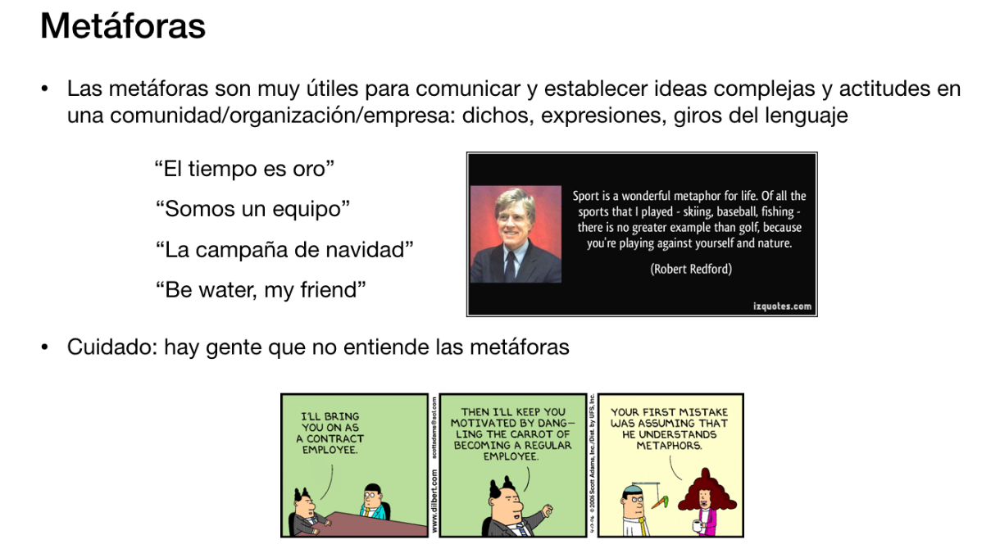 Metáforas
• Las metáforas son muy útiles para comunicar y establecer ideas complejas y actitudes en
una comunidad/organización/empresa: dichos, expresiones, giros del lenguaje
“El tiempo es oro”
“Somos un equipo”
“La campaña de navidad”
“Be water, my friend”
Sport is a wonderful metaphor for life. Of all the
sports that I played - skiing, baseball, fishing -
there is no greater example than golf, because
you're playing against yourself and nature.
(Robert Redford)
izquotes.com
• Cuidado: hay gente que no entiende las metáforas
I'LL BRING
YOU ON AS
A CONTRACT
EMPLOYEE.
www.dilbert.com scottadams@aol.com
THEN I'LL KEEP YOU
MOTIVATED BY DANG-
LING THE CARROT OF
BECOMING A REGULAR
EMPLOYEE.
©2006 Scott Adams, Inc./Dist. by UFS, Inc.
YOUR FIRST MISTAKE
WAS ASSUMING THAT
HE UNDERSTANDS
METAPHORS.